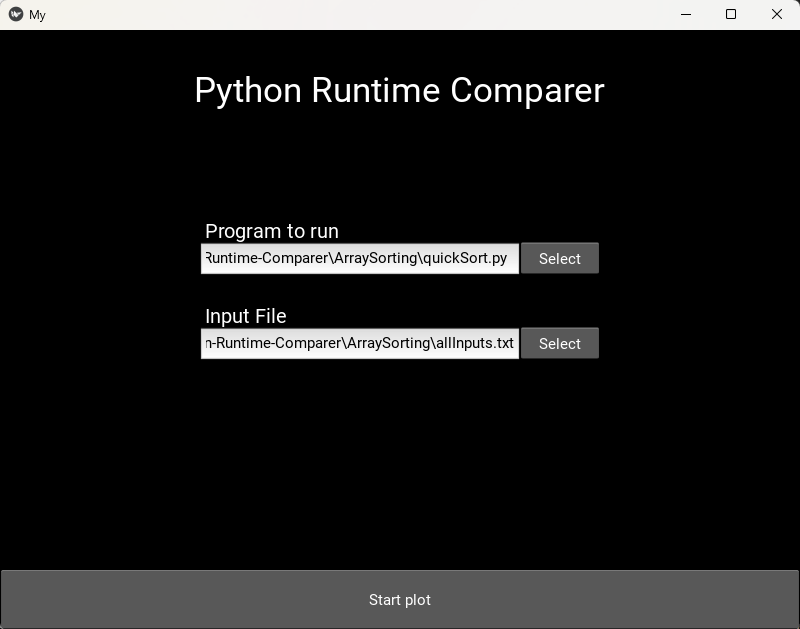 My
Python Runtime Comparer
Program to run
Runtime-Comparer\ArraySorting\quickSort.py
Select
Input File
n-Runtime-Comparer\ArraySorting\allInputs.txt
Select
Start plot